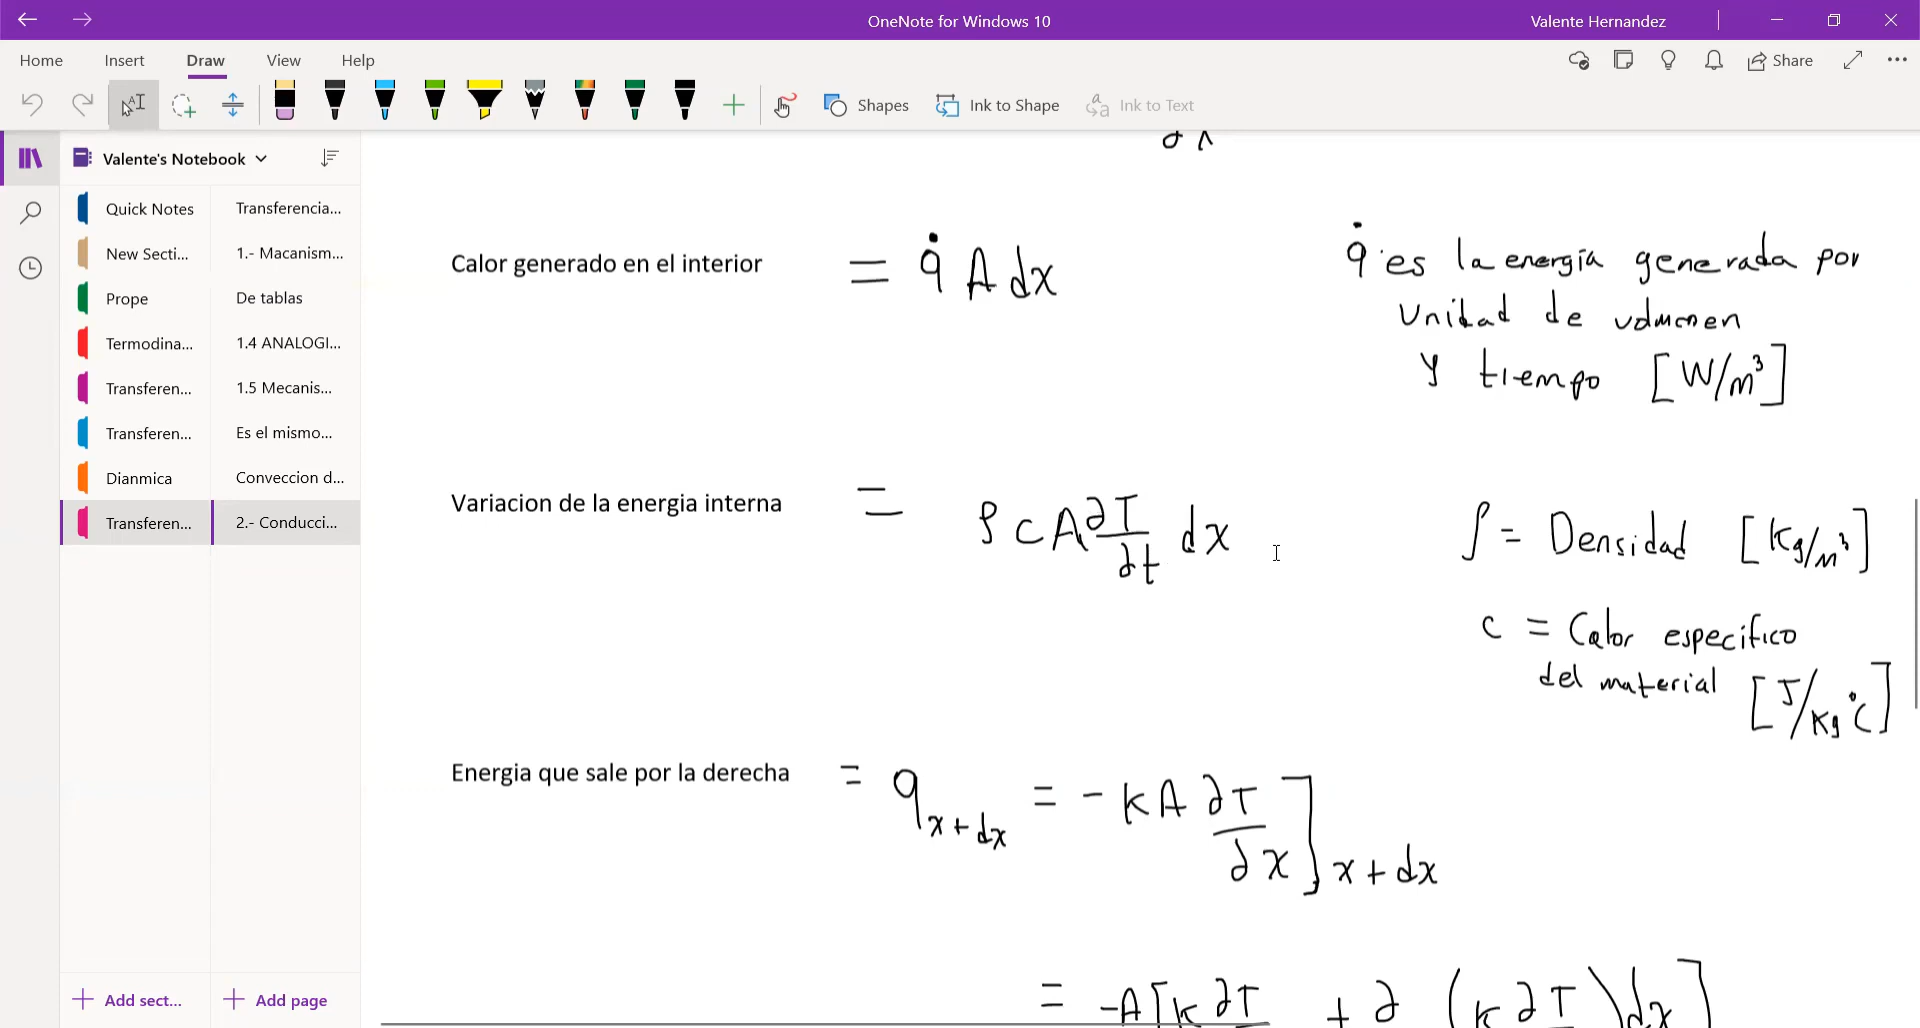 OneNote for Windows 10
Valente Hernandez
Home Insert Draw View Help
Share
Shapes Ink to Shape Ink to Text
Valente's Notebook
Quick Notes
New Secti...
Prope
Termodina...
Transferen...
Transferen...
Dianmica
Transferen...
Add sect...
Transferencia...
1.- Macanism...
De tablas
1.4 ANALOGI...
1.5 Mecanis...
Es el mismo...
Conveccion d...
2.- Conducci...
Add page
∂ x
Calor generado en el interior = q̇ A dx
q̇ es la energía generada por
unidad de volumen
y tiempo [W/m³]
Variacion de la energia interna = ρ c A ∂T/∂t dx
ρ = Densidad [Kg/m³]
c = Calor especifico
del material [J/Kg°C]
Energia que sale por la derecha = q x+dx = - K A ∂T/∂x ] x+dx
= -A [ K ∂T + ∂ ( K ∂T ) dx ]